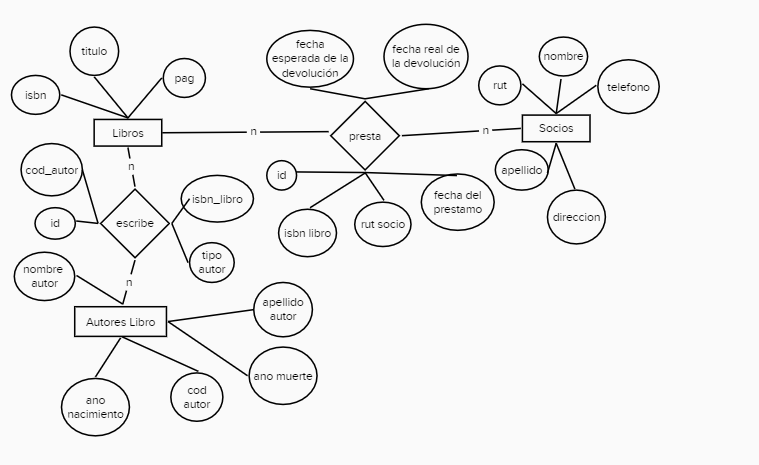 titulo
isbn
pag
Libros
n
fecha
esperada de la
devolución
fecha real de
la devolución
presta
n
nombre
rut
telefono
Socios
apellido
direccion
id
isbn libro
rut socio
fecha del
prestamo
n
cod_autor
id
escribe
isbn_libro
tipo
autor
n
nombre
autor
Autores Libro
apellido
autor
ano muerte
cod
autor
ano
nacimiento